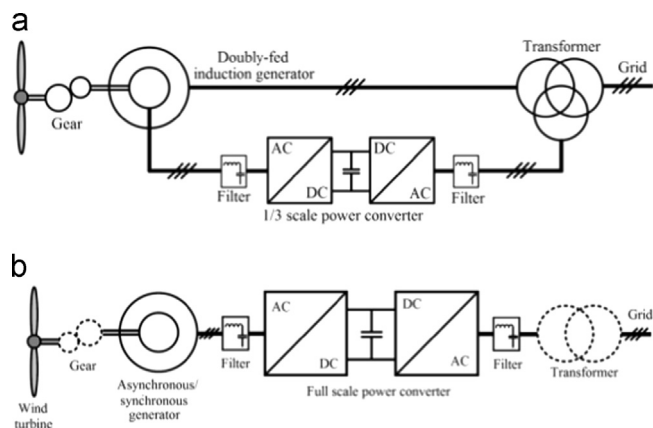 a
Doubly-fed
induction generator
Transformer
Grid
Gear
AC
DC
DC
AC
Filter
Filter
1/3 scale power converter
b
AC
DC
DC
AC
Grid
Gear
Filter
Filter
Transformer
Asynchronous/
synchronous
generator
Full scale power converter
Wind
turbine